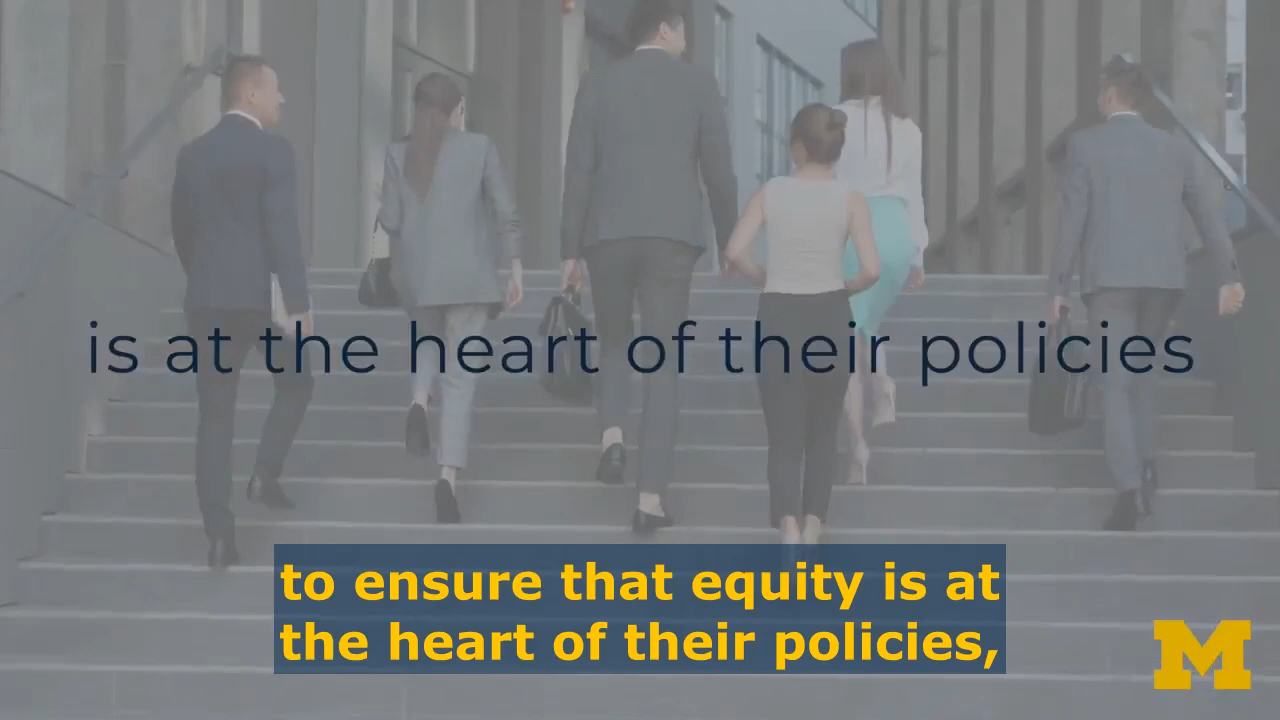 is at the heart of their policies
to ensure that equity is at
the heart of their policies,
M